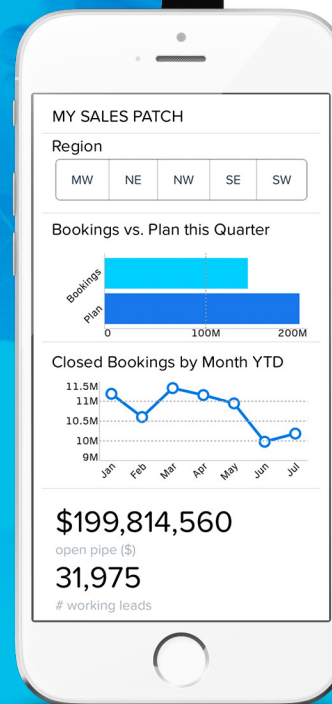 MY SALES PATCH
Region
MW NE NW SE SW
Bookings vs. Plan this Quarter
Bookings
Plan
0 100M 200M
Closed Bookings by Month YTD
11.5M
11M
10.5M
10M
9M
Jan Feb Mar Apr May Jun Jul
$199,814,560
open pipe ($)
31,975
# working leads